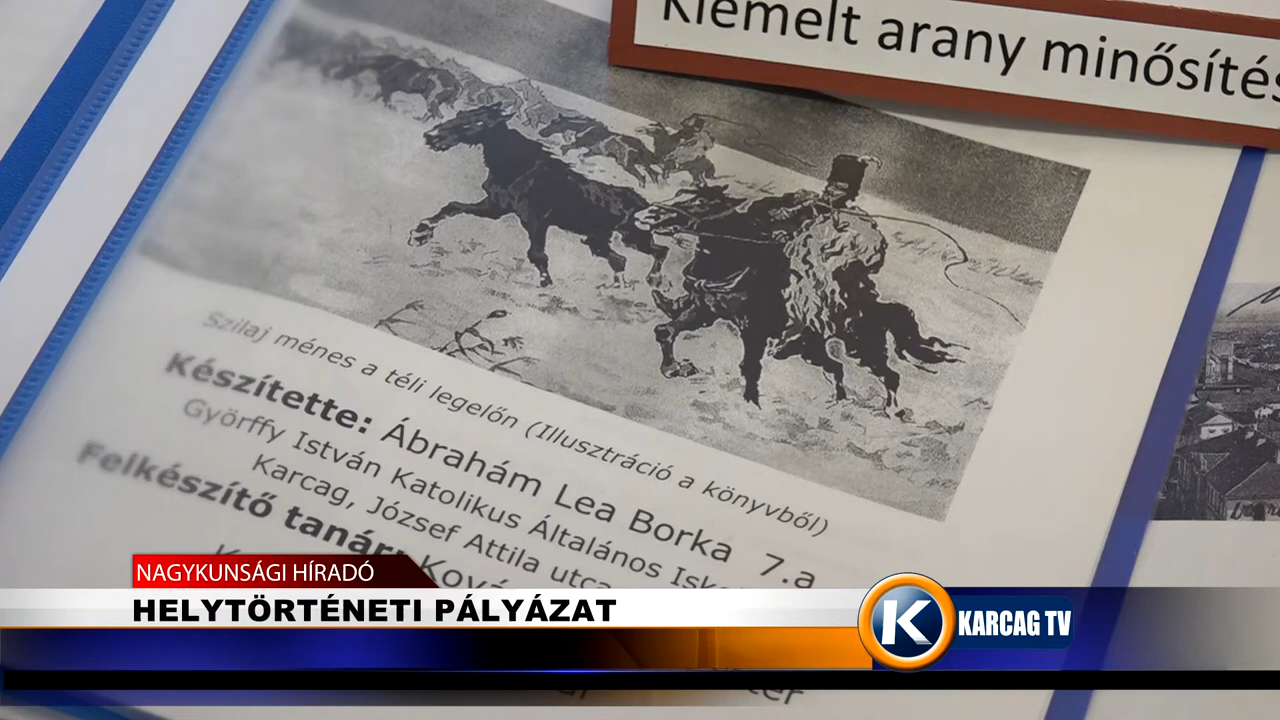 Kiemelt arany minősítés
Szilaj ménes a téli legelőn (Illusztráció a könyvből)
Készítette: Ábrahám Lea Borka 7.a
Györffy István Katolikus Általános
Karcag, József Attila utca
Felkészítő tanár:
NAGYKUNSÁGI HÍRADÓ
HELYTÖRTÉNETI PÁLYÁZAT
K
KARCAG TV